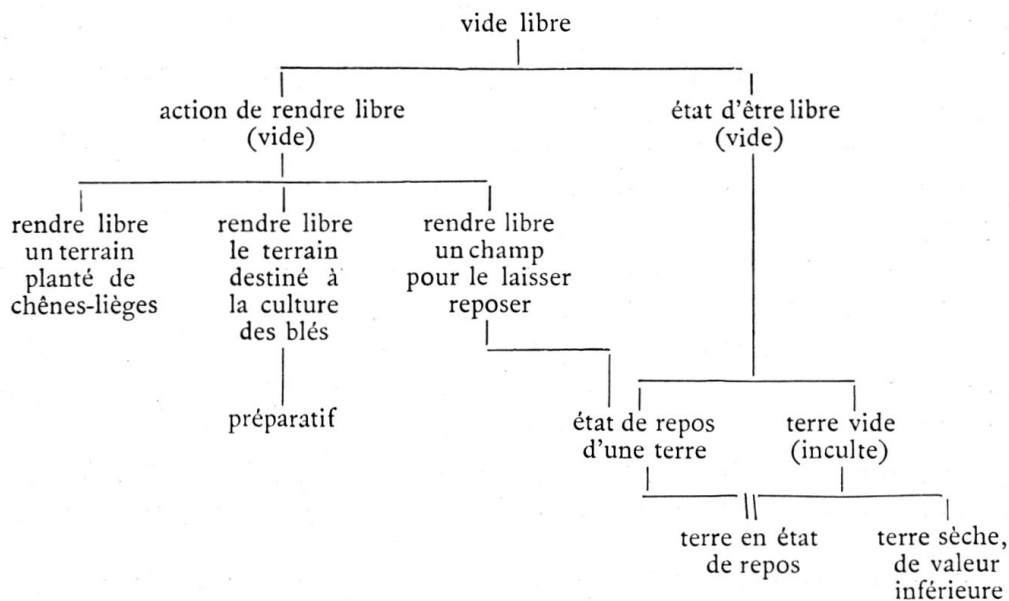 vide libre
action de rendre libre
(vide)
état d'être libre
(vide)
rendre libre
un terrain
planté de
chênes-lièges
rendre libre
le terrain
destiné à
la culture
des blés
rendre libre
un champ
pour le laisser
reposer
préparatif
état de repos
d'une terre
terre vide
(inculte)
terre en état
de repos
terre sèche,
de valeur
inférieure